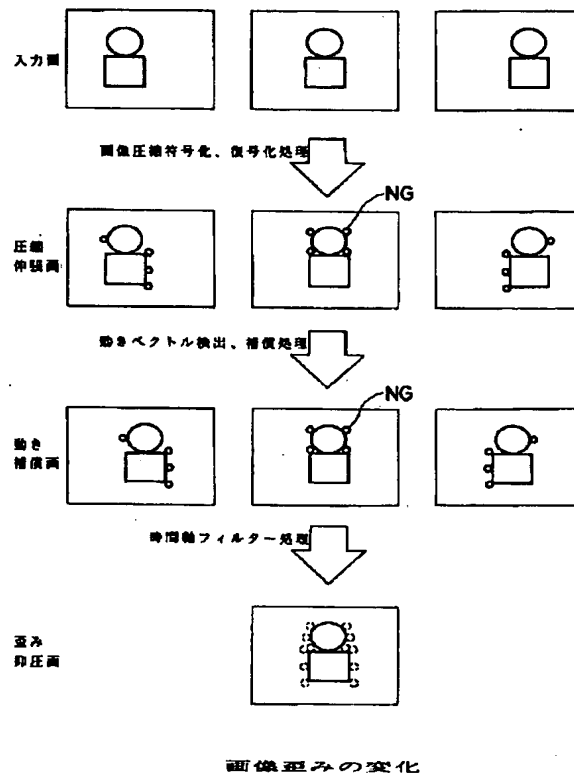 入力画
画像圧縮符号化、復号化処理
NG
圧縮
伸張画
動きベクトル検出、補償処理
NG
動き
補償画
時間軸フィルター処理
歪み
抑圧画
画像歪みの変化